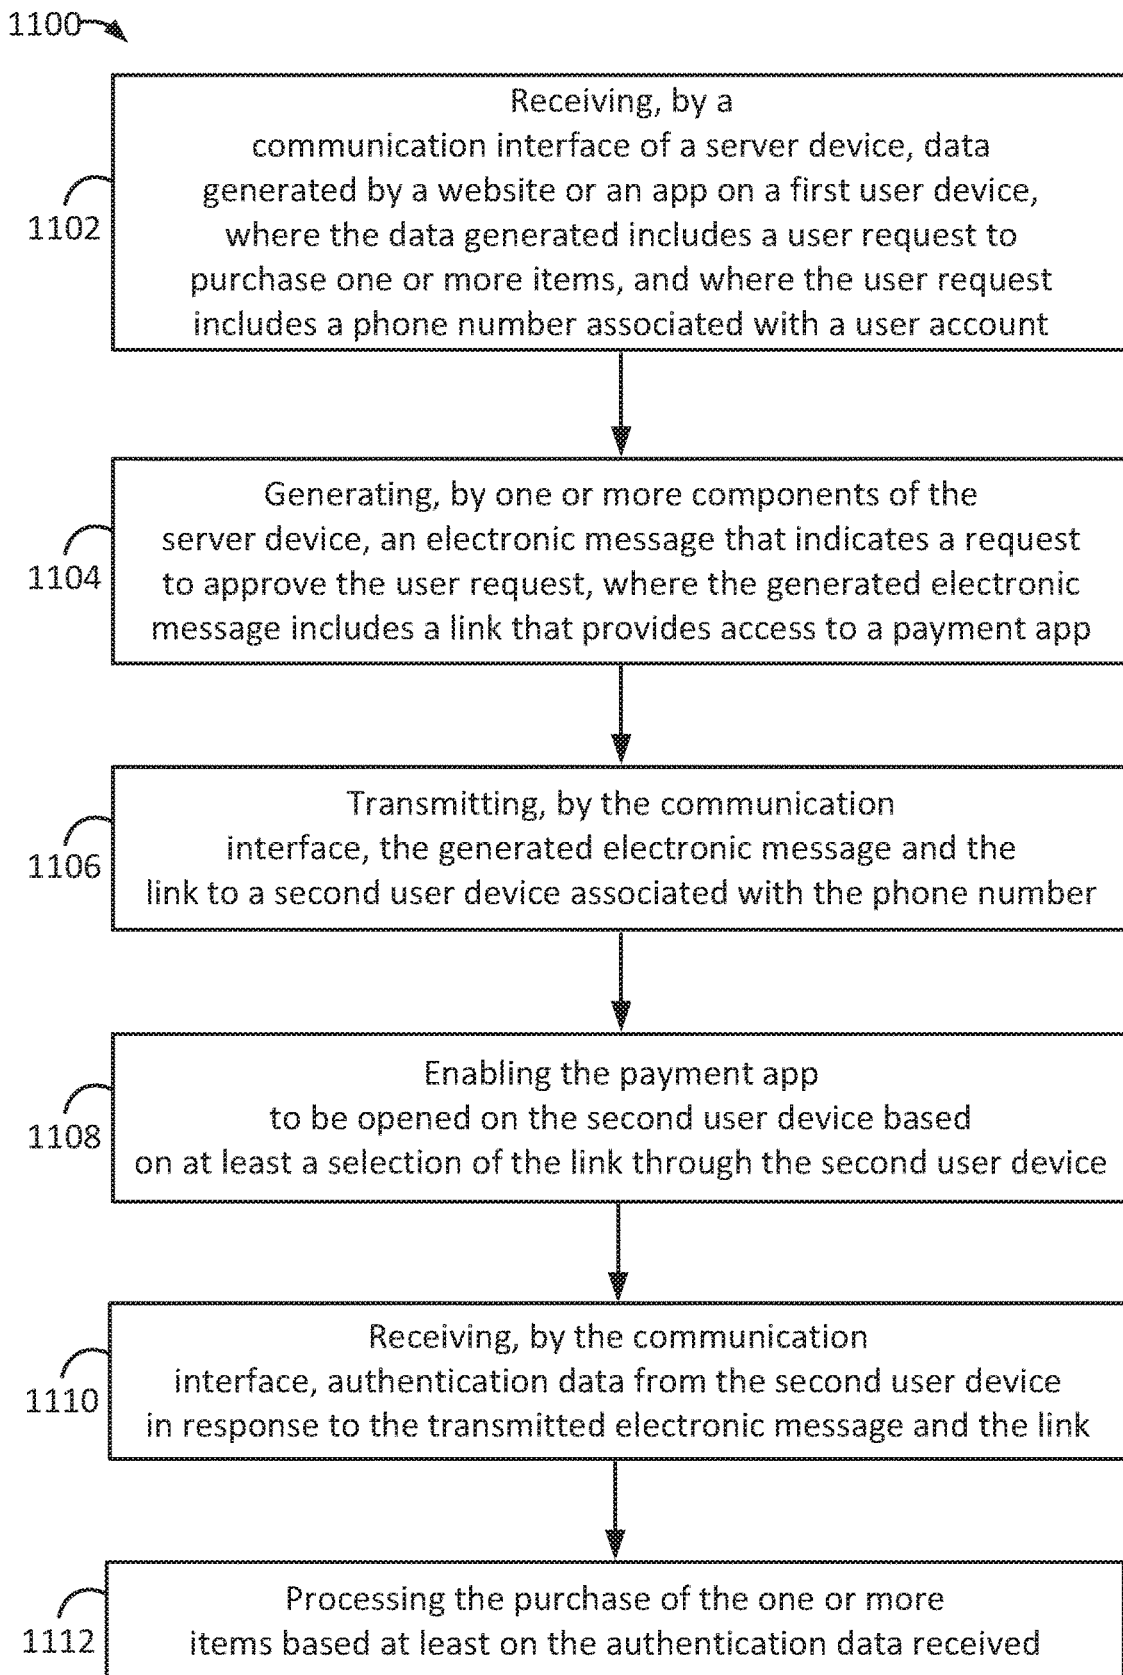 1100
Receiving, by a
communication interface of a server device, data
generated by a website or an app on a first user device,
where the data generated includes a user request to
purchase one or more items, and where the user request
includes a phone number associated with a user account
1102
Generating, by one or more components of the
server device, an electronic message that indicates a request
to approve the user request, where the generated electronic
message includes a link that provides access to a payment app
1104
Transmitting, by the communication
interface, the generated electronic message and the
link to a second user device associated with the phone number
1106
Enabling the payment app
to be opened on the second user device based
on at least a selection of the link through the second user device
1108
Receiving, by the communication
interface, authentication data from the second user device
in response to the transmitted electronic message and the link
1110
Processing the purchase of the one or more
items based at least on the authentication data received
1112